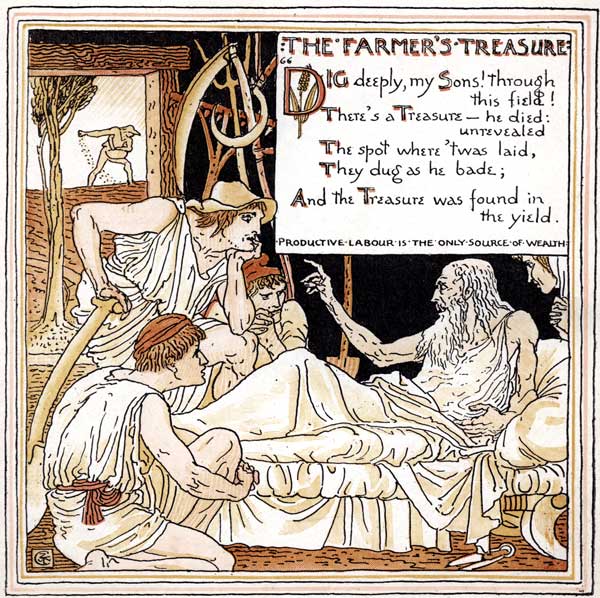 THE·FARMER'S·TREASURE:
"DIG deeply, my Sons! through
this field!
There's a Treasure — he died:
unrevealed
The spot where 'twas laid,
They dug as he bade;
And the Treasure was found in
the yield.
·PRODUCTIVE·LABOUR·IS·THE·ONLY·SOURCE·OF·WEALTH·